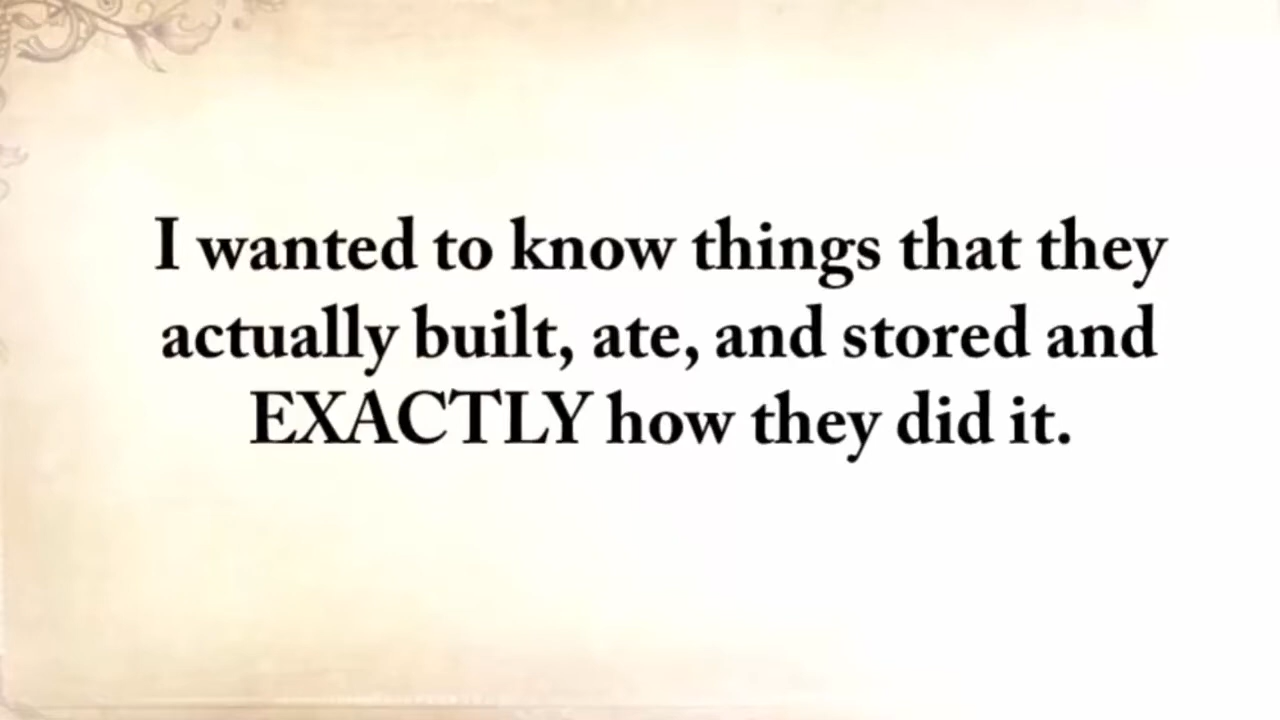 I wanted to know things that they
actually built, ate, and stored and
EXACTLY how they did it.